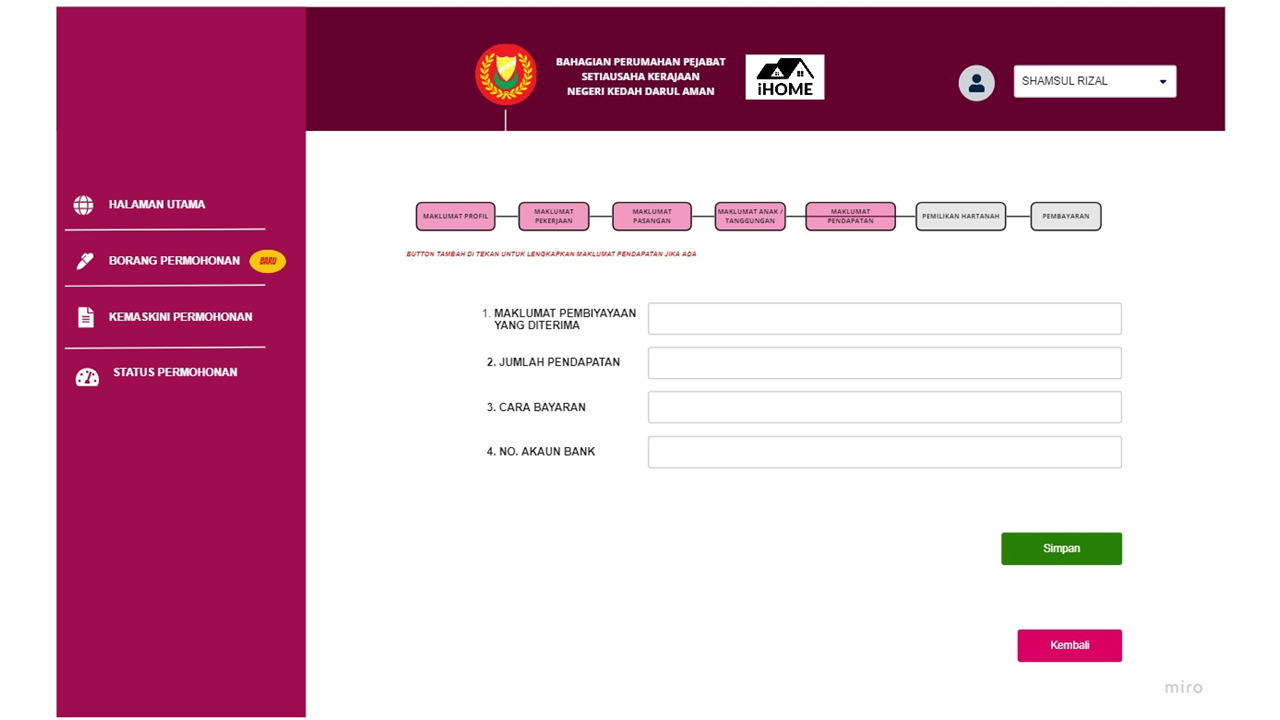 BAHAGIAN PERUMAHAN PEJABAT
SETIAUSAHA KERAJAAN
NEGERI KEDAH DARUL AMAN
iHOME
SHAMSUL RIZAL
HALAMAN UTAMA
BORANG PERMOHONAN
BARU
KEMASKINI PERMOHONAN
STATUS PERMOHONAN
MAKLUMAT PROFIL
MAKLUMAT
PEKERJAAN
MAKLUMAT
PASANGAN
MAKLUMAT ANAK /
TANGGUNGAN
MAKLUMAT
PENDAPATAN
PEMILIKAN HARTANAH
PEMBAYARAN
BUTTON TAMBAH DI TEKAN UNTUK LENGKAPKAN MAKLUMAT PENDAPATAN JIKA ADA
1. MAKLUMAT PEMBIYAYAAN
YANG DITERIMA
2. JUMLAH PENDAPATAN
3. CARA BAYARAN
4. NO. AKAUN BANK
Simpan
Kembali
miro